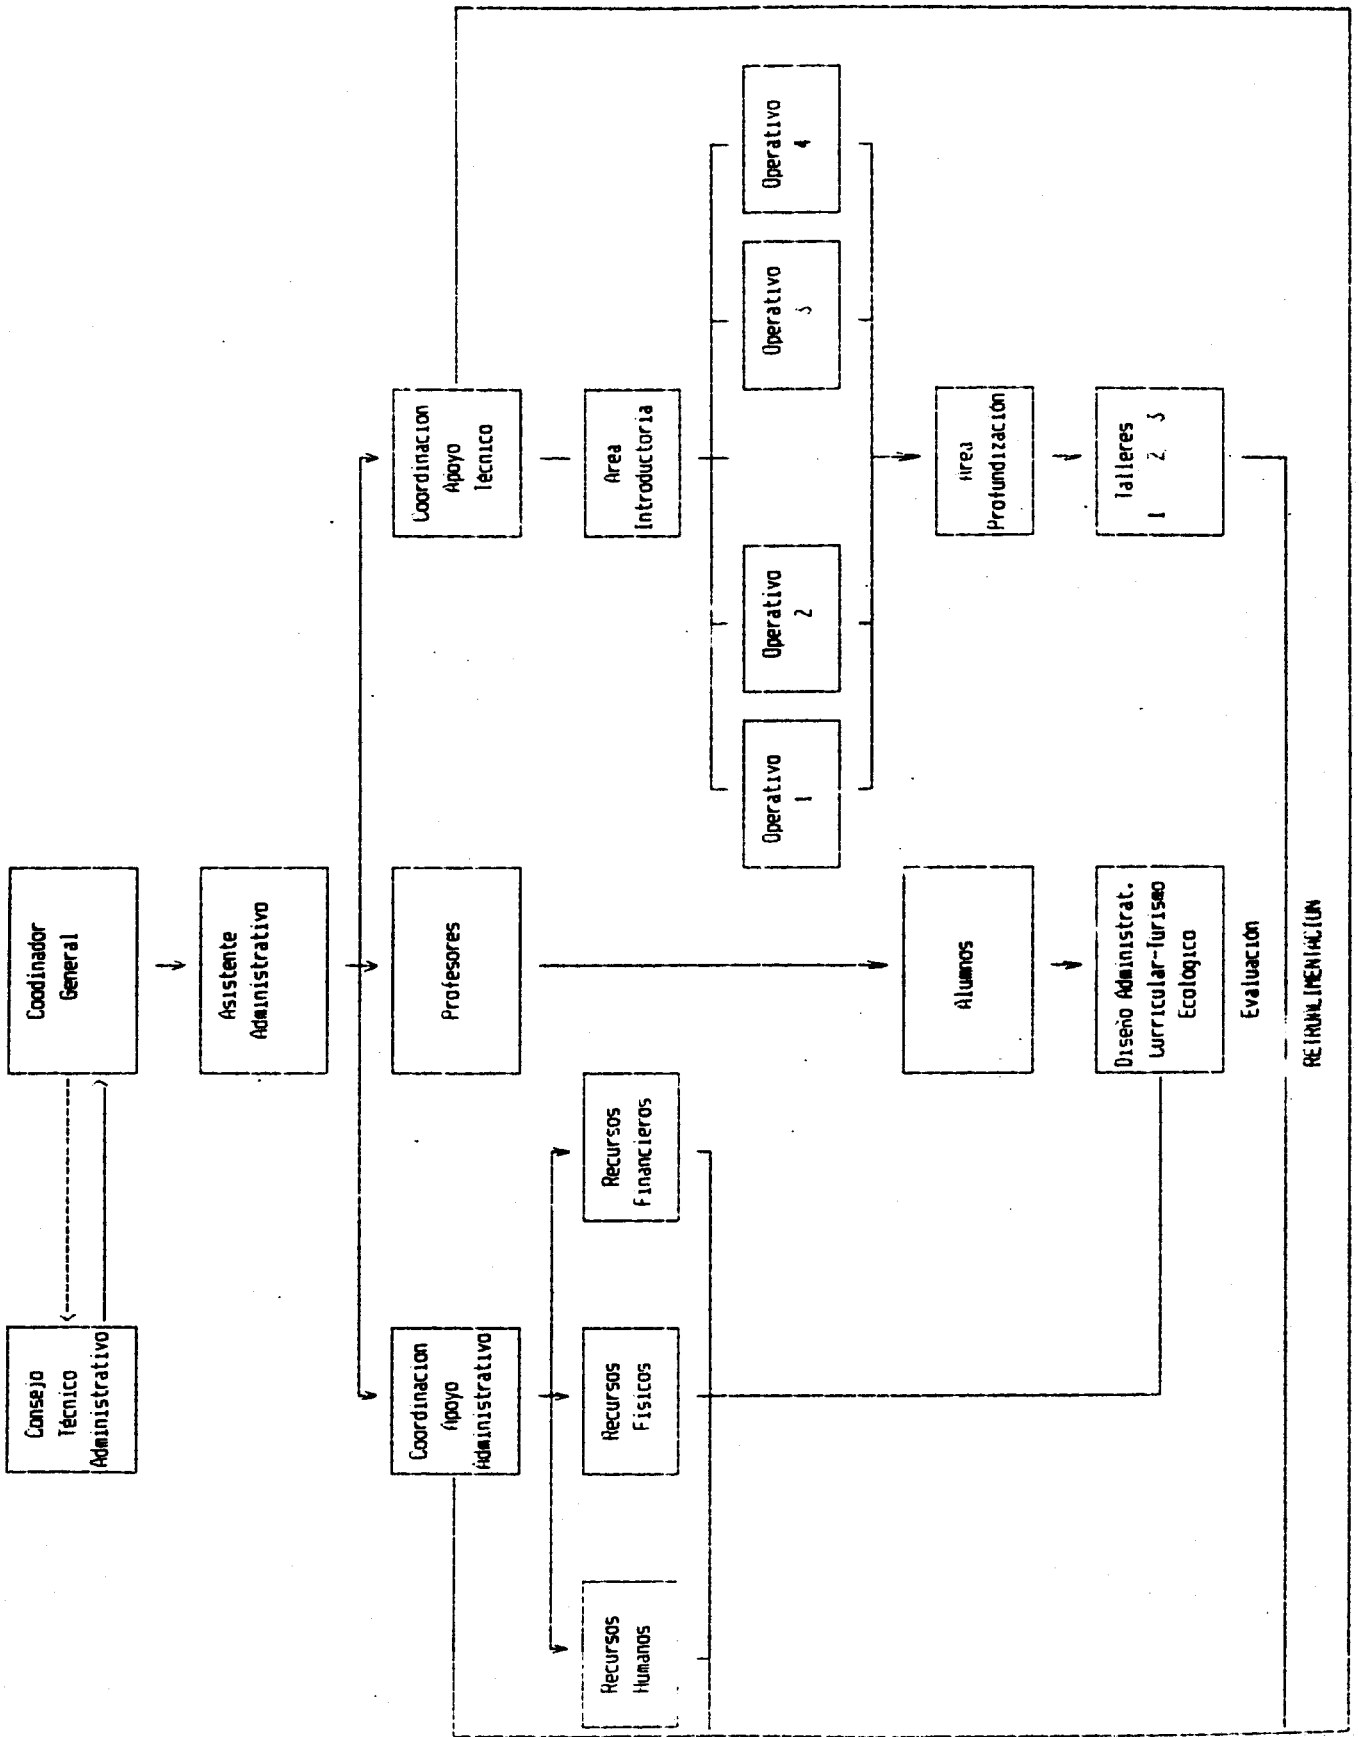 Consejo
Técnico
Administrativo
Coodinador
General
Asistente
Administrativo
Coordinacion
Apoyo
Administrativo
Profesores
Coordinacion
Apoyo
Técnico
Recursos
Humanos
Recursos
Físicos
Recursos
Financieros
Area
Introductoria
Operativo
1
Operativo
2
Operativo
3
Operativo
4
Alumnos
Area
Profundización
Diseño Administrat.
Curricular-Turismo
Ecologico
Talleres
1 2 3
Evaluación
RETROALIMENTACION